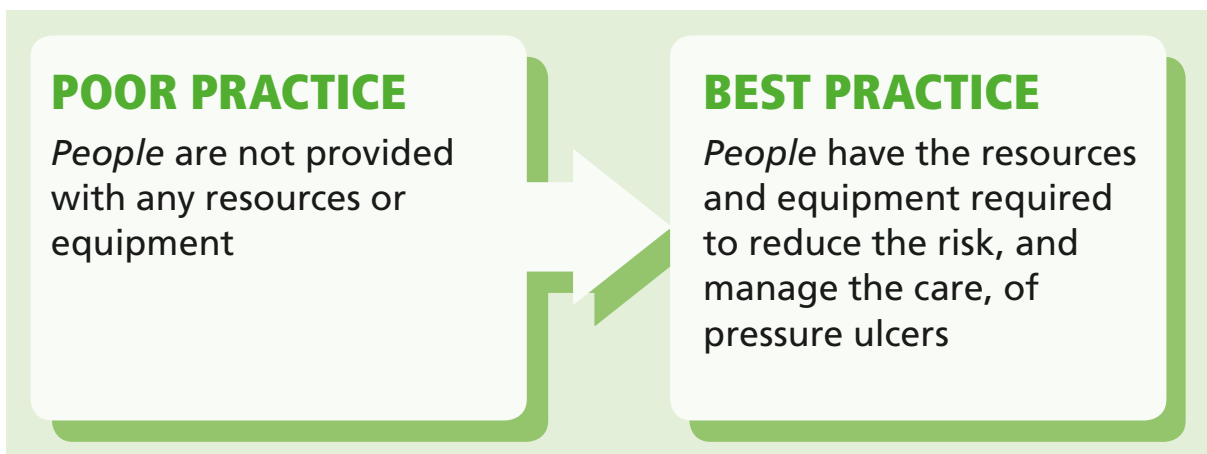 POOR PRACTICE
People are not provided
with any resources or
equipment
BEST PRACTICE
People have the resources
and equipment required
to reduce the risk, and
manage the care, of
pressure ulcers